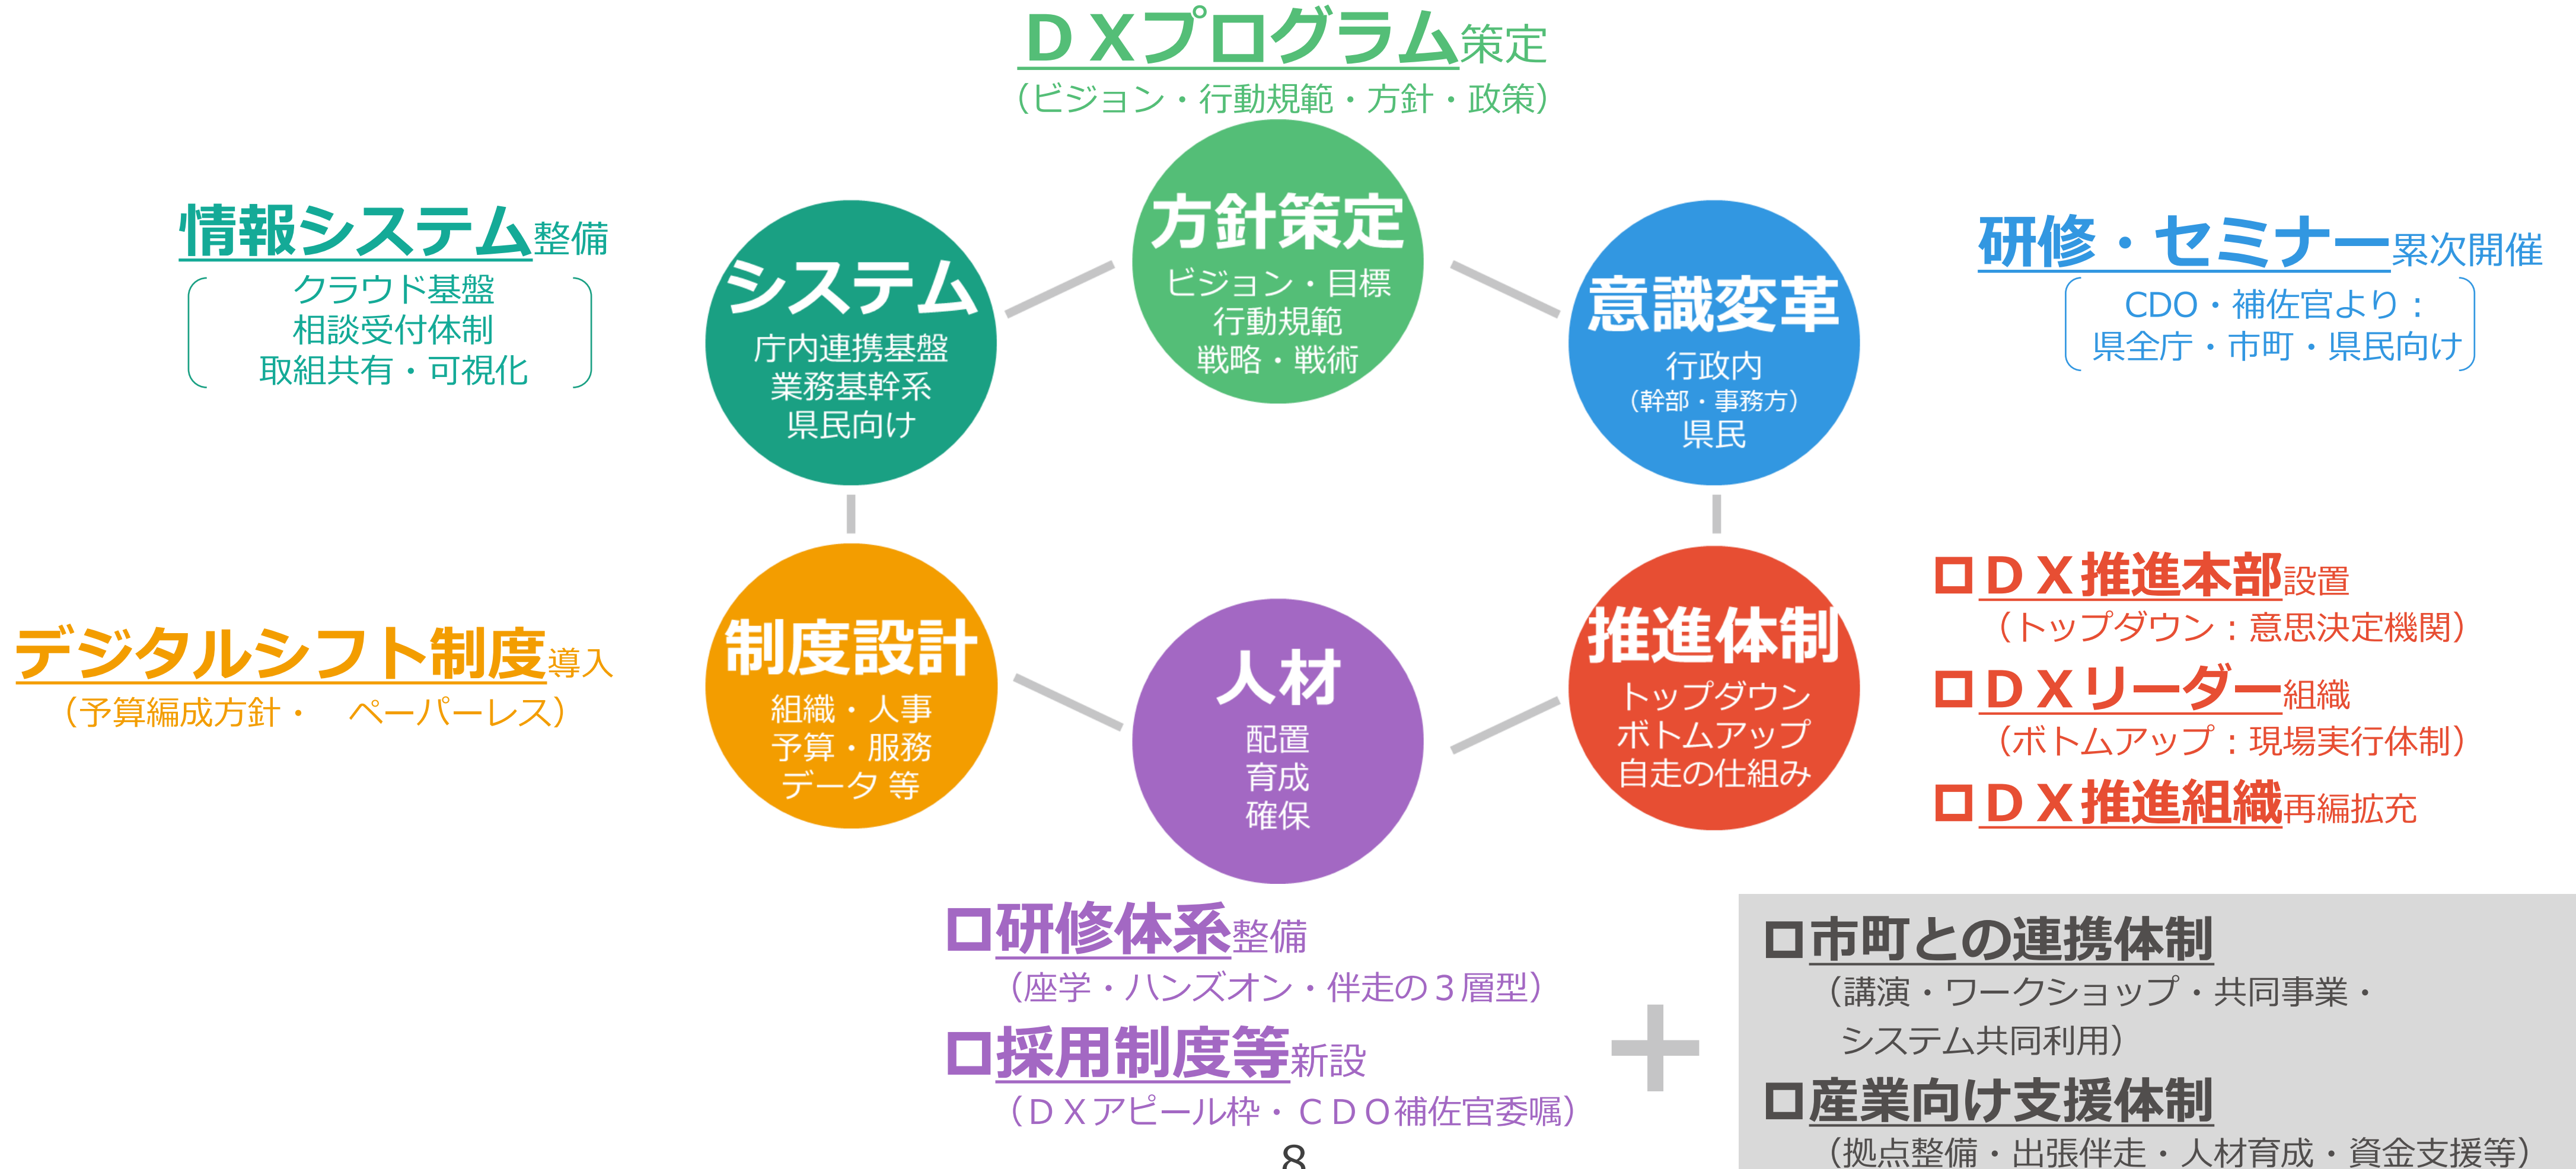 ＤＸプログラム策定
（ビジョン・行動規範・方針・政策）
方針策定
ビジョン・目標
行動規範
戦略・戦術
情報システム整備
クラウド基盤
相談受付体制
取組共有・可視化
システム
庁内連携基盤
業務基幹系
県民向け
意識変革
行政内
（幹部・事務方）
県民
研修・セミナー累次開催
CDO・補佐官より：
県全庁・市町・県民向け
デジタルシフト制度導入
（予算編成方針・　ペーパーレス）
制度設計
組織・人事
予算・服務
データ 等
人材
配置
育成
確保
推進体制
トップダウン
ボトムアップ
自走の仕組み
□ＤＸ推進本部設置
（トップダウン：意思決定機関）
□ＤＸリーダー組織
（ボトムアップ：現場実行体制）
□ＤＸ推進組織再編拡充
□研修体系整備
（座学・ハンズオン・伴走の３層型）
□採用制度等新設
（ＤＸアピール枠・ＣＤＯ補佐官委嘱）
＋
□市町との連携体制
（講演・ワークショップ・共同事業・
システム共同利用）
□産業向け支援体制
（拠点整備・出張伴走・人材育成・資金支援等）
8